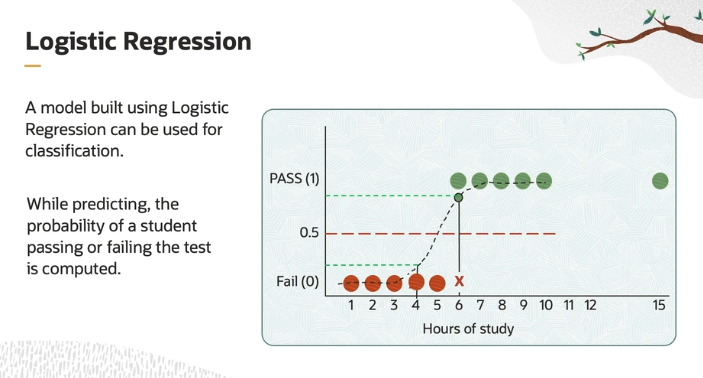 Logistic Regression
A model built using Logistic
Regression can be used for
classification.
While predicting, the
probability of a student
passing or failing the test
is computed.
PASS (1)
0.5
Fail (0)
X
1 2 3 4 5 6 7 8 9 10 11 12 15
Hours of study